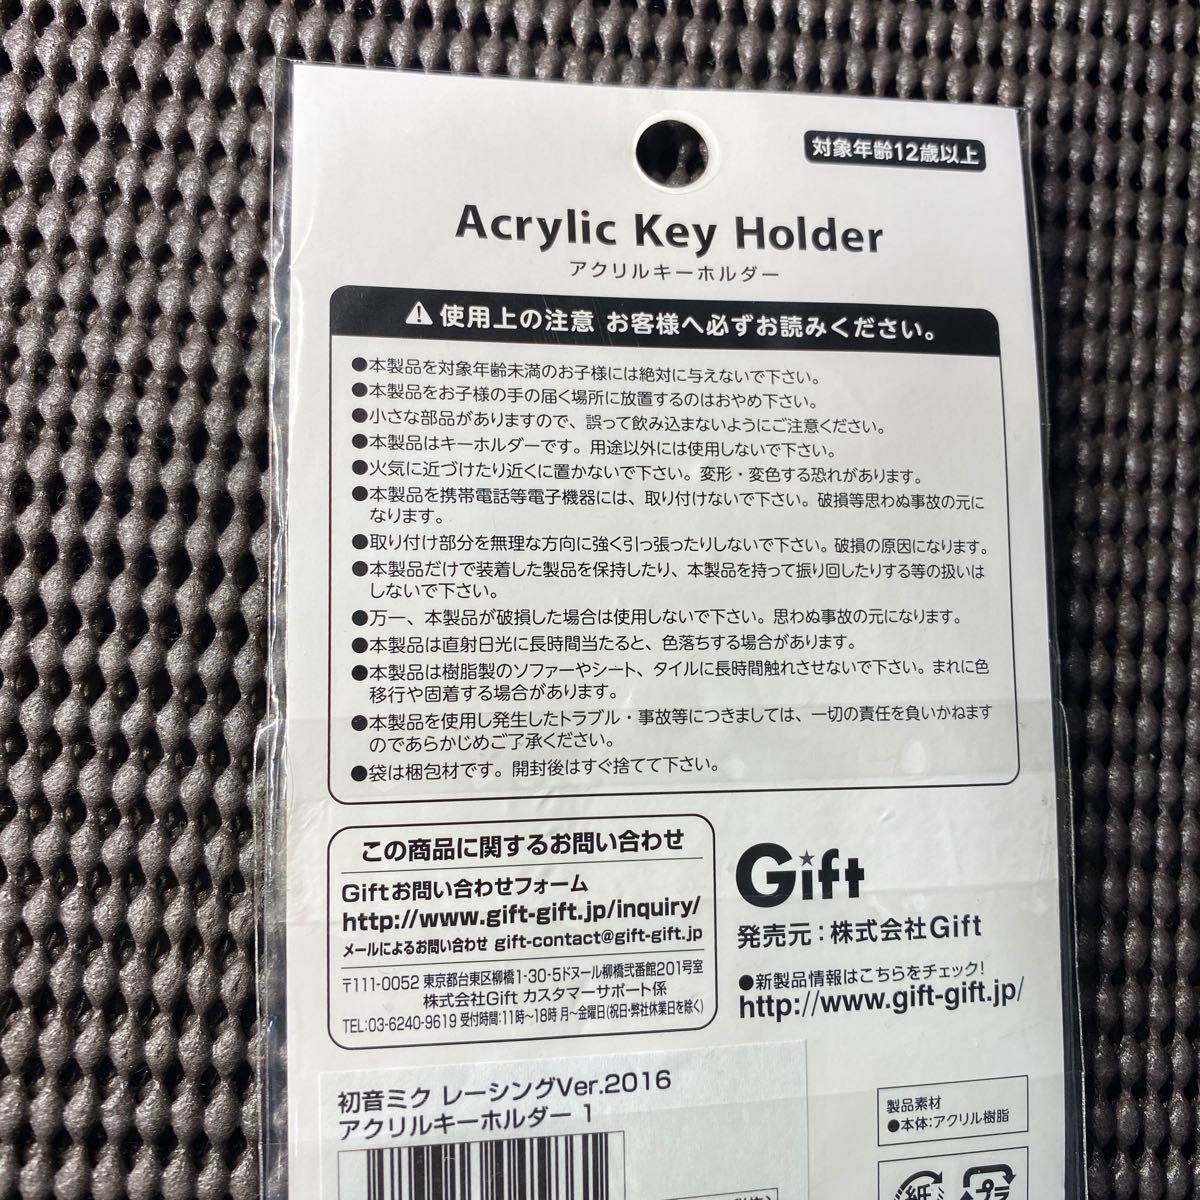 対象年齢12歳以上
Acrylic Key Holder
アクリルキーホルダー
使用上の注意 お客様へ必ずお読みください。
●本製品を対象年齢未満のお子様には絶対に与えないで下さい。
●本製品をお子様の手の届く場所に放置するのはおやめ下さい。
●小さな部品がありますので、誤って飲み込まないようにご注意ください。
●本製品はキーホルダーです。用途以外には使用しないで下さい。
●火気に近づけたり近くに置かないで下さい。変形・変色する恐れがあります。
●本製品を携帯電話等電子機器には、取り付けないで下さい。破損等思わぬ事故の元に
なります。
●取り付け部分を無理な方向に強く引っ張ったりしないで下さい。破損の原因になります。
●本製品だけで装着した製品を保持したり、本製品を持って振り回したりする等の扱いは
しないで下さい。
●万一、本製品が破損した場合は使用しないで下さい。思わぬ事故の元になります。
●本製品は直射日光に長時間当たると、色落ちする場合があります。
●本製品は樹脂製のソファーやシート、タイルに長時間触れさせないで下さい。まれに色
移行や固着する場合があります。
●本製品を使用し発生したトラブル・事故等につきましては、一切の責任を負いかねます
のであらかじめご了承ください。
●袋は梱包材です。開封後はすぐ捨てて下さい。
この商品に関するお問い合わせ
Giftお問い合わせフォーム
http://www.gift-gift.jp/inquiry/
メールによるお問い合わせ gift-contact@gift-gift.jp
〒111-0052 東京都台東区柳橋1-30-5ドヌール柳橋弐番館201号室
株式会社Gift カスタマーサポート係
TEL:03-6240-9619 受付時間:11時〜18時 月〜金曜日(祝日・弊社休業日を除く)
Gift
発売元:株式会社Gift
●新製品情報はこちらをチェック!
http://www.gift-gift.jp/
初音ミク レーシングVer.2016
アクリルキーホルダー 1
製品素材
●本体:アクリル樹脂
紙
プラ